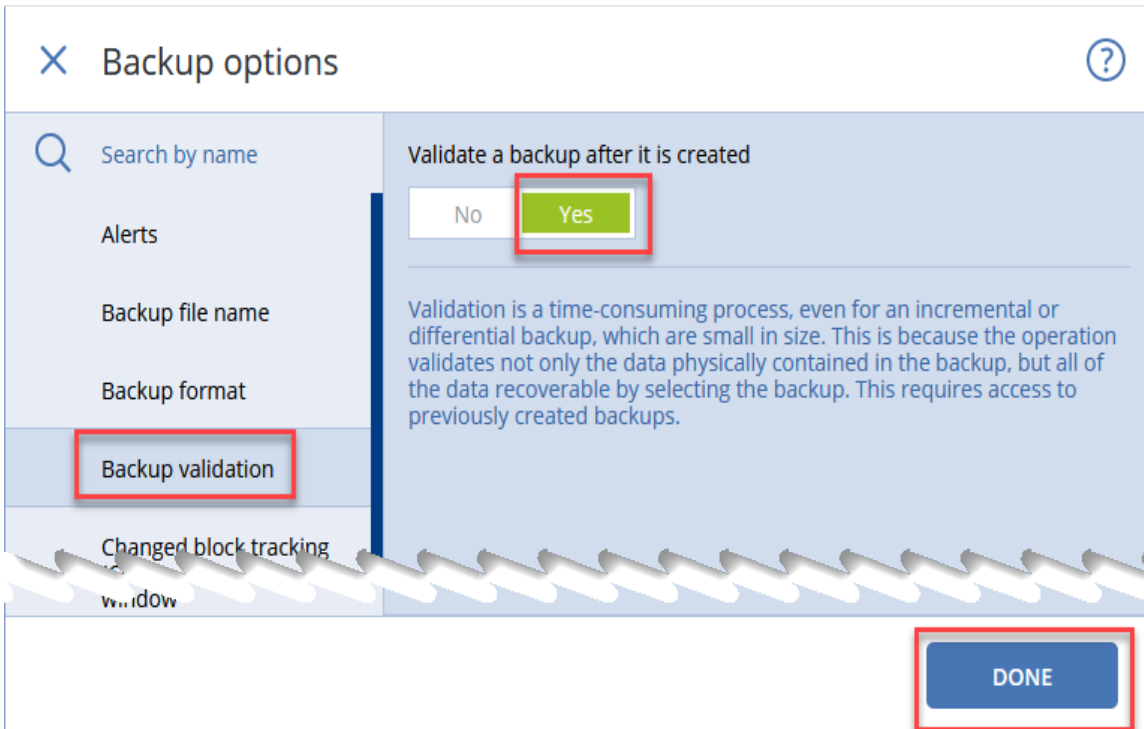 Backup options
?
Search by name
Alerts
Backup file name
Backup format
Backup validation
Changed block tracking
window
Validate a backup after it is created
No Yes
Validation is a time-consuming process, even for an incremental or
differential backup, which are small in size. This is because the operation
validates not only the data physically contained in the backup, but all of
the data recoverable by selecting the backup. This requires access to
previously created backups.
DONE